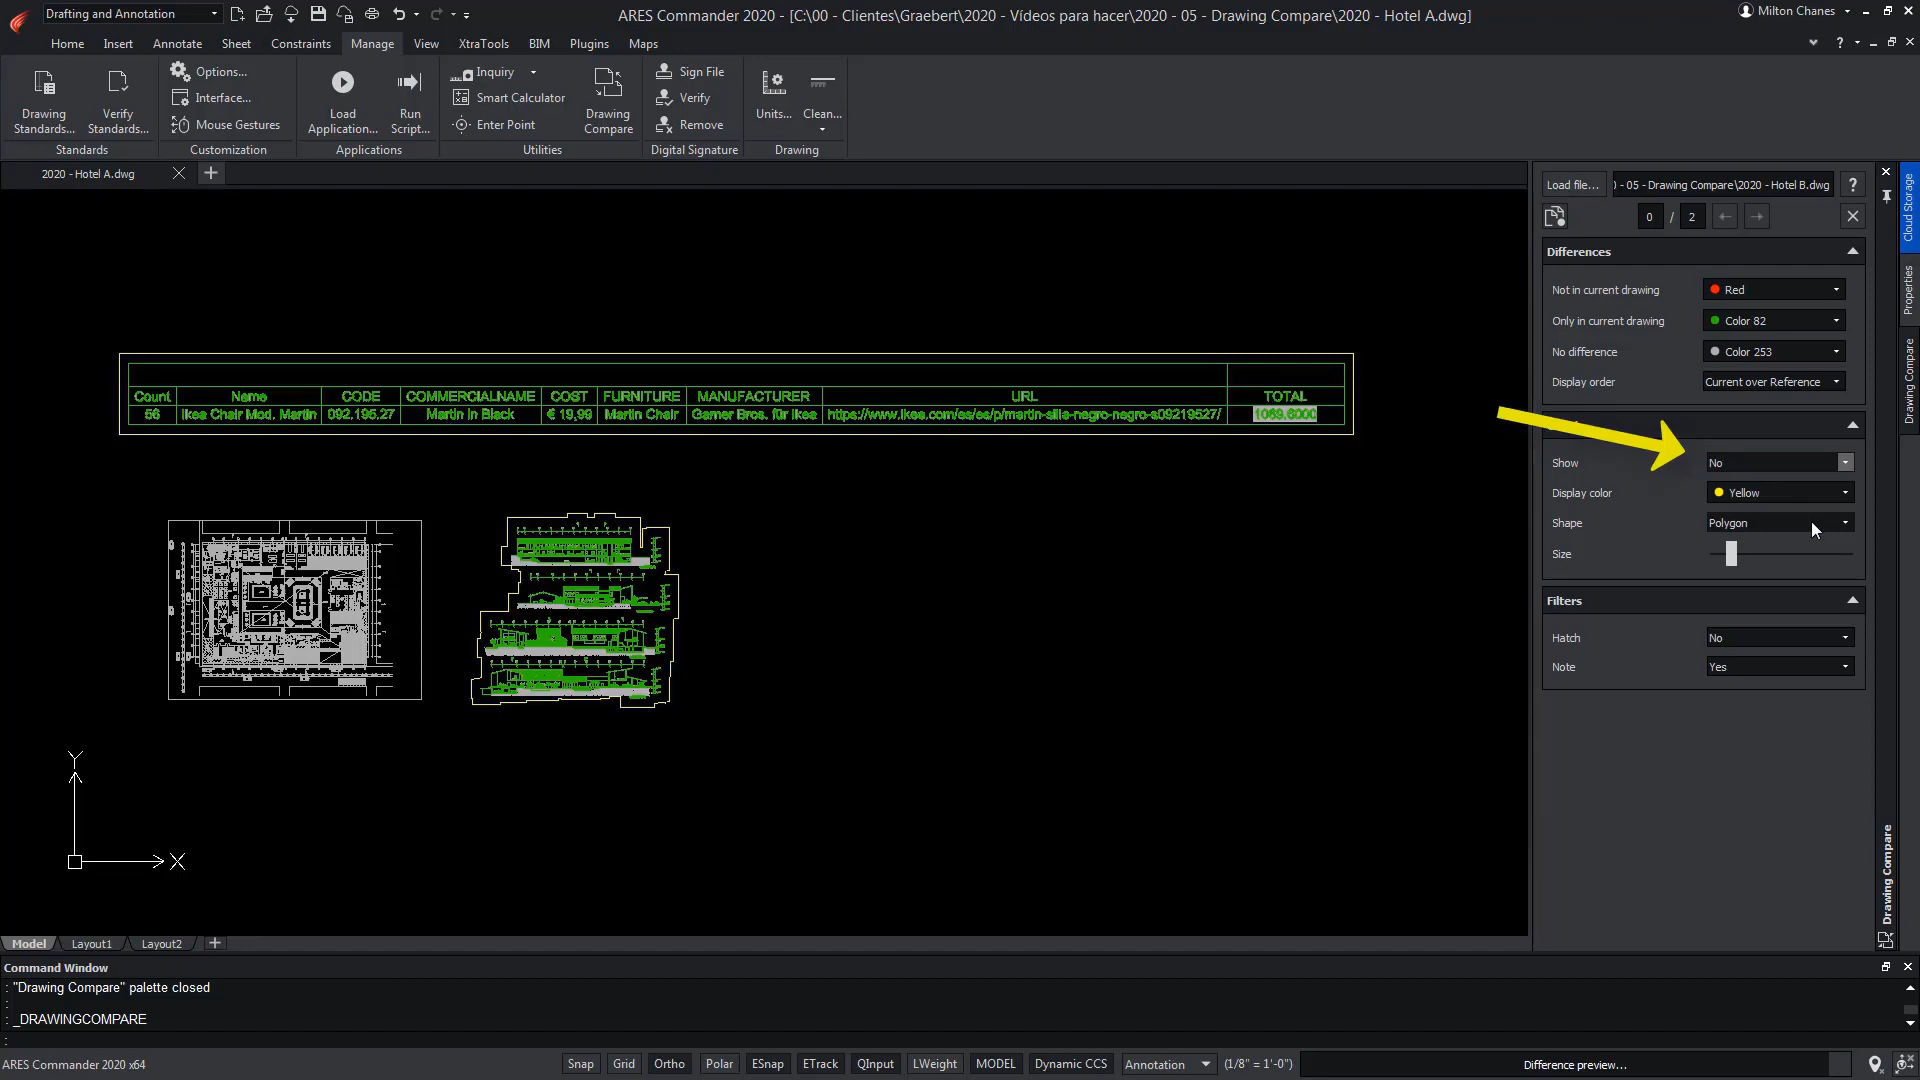 Drafting and Annotation
ARES Commander 2020 - [C:\00 - Clientes\Graebert\2020 - Vídeos para hacer\2020 - 05 - Drawing Compare\2020 - Hotel A.dwg]
Milton Chanes
Home Insert Annotate Sheet Constraints Manage View XtraTools BIM Plugins Maps
Drawing Standards...
Verify Standards...
Standards
Options...
Interface...
Mouse Gestures
Customization
Load Application...
Run Script...
Applications
Inquiry
Smart Calculator
Enter Point
Drawing Compare
Utilities
Sign File
Verify
Remove
Digital Signature
Units...
Clean...
Drawing
2020 - Hotel A.dwg
Count Name CODE COMMERCIALNAME COST FURNITURE MANUFACTURER URL TOTAL
56 Ikea Chair Mod. Martin 092,195,27 Martin in Black € 19,99 Martin Chair Gamer Bros. für Ikea https://www.ikea.com/es/es/p/martin-silla-negro-negro-s09219527/ 1069.6000
Y
X
Load file...
) - 05 - Drawing Compare\2020 - Hotel B.dwg
?
0 / 2
Differences
Not in current drawing Red
Only in current drawing Color 82
No difference Color 253
Display order Current over Reference
Show No
Display color Yellow
Shape Polygon
Size
Filters
Hatch No
Note Yes
Cloud Storage
Properties
Drawing Compare
Drawing Compare
Model Layout1 Layout2
Command Window
: "Drawing Compare" palette closed
:
: _DRAWINGCOMPARE
:
ARES Commander 2020 x64
Snap Grid Ortho Polar ESnap ETrack QInput LWeight MODEL Dynamic CCS Annotation (1/8" = 1'-0") Difference preview...